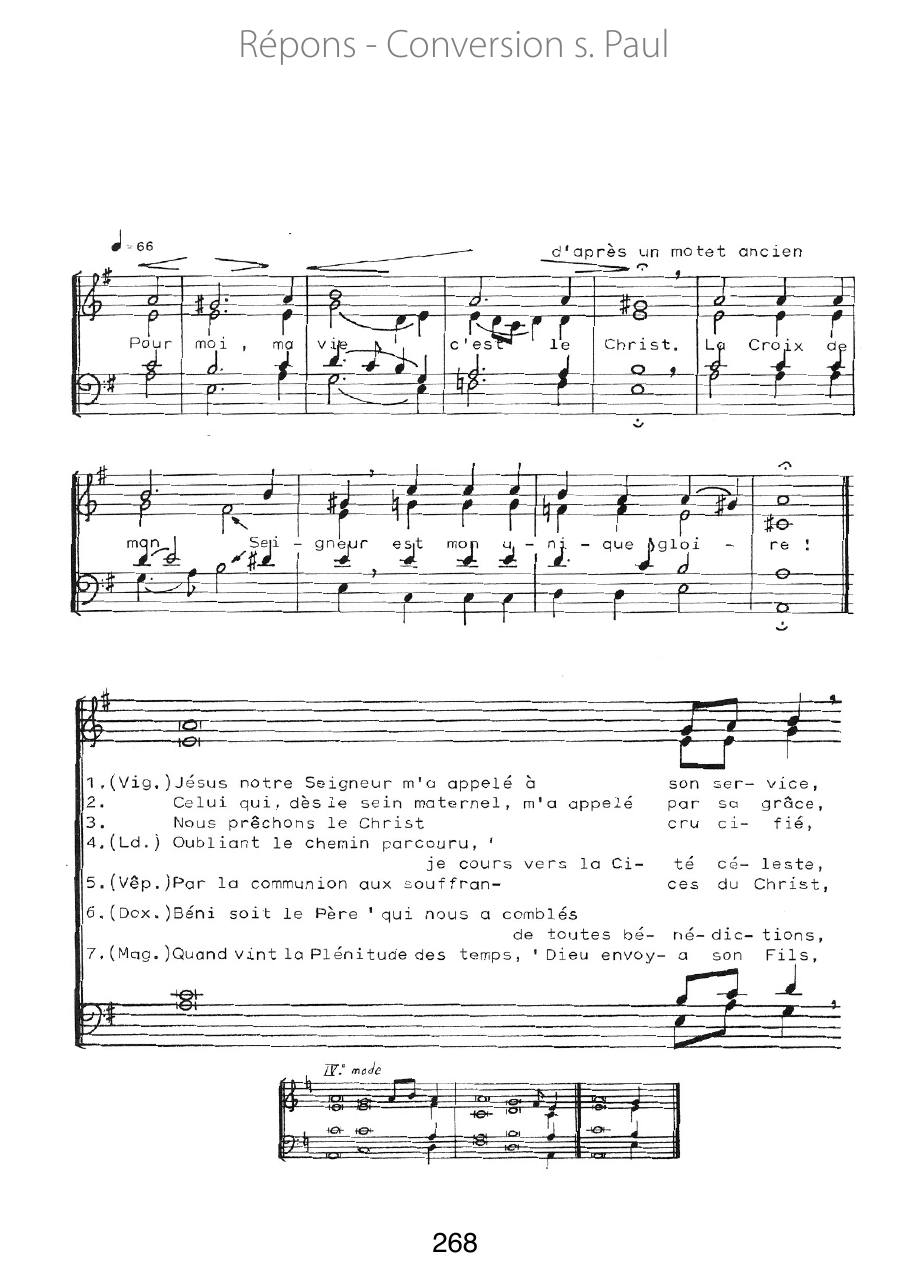 Répons - Conversion s. Paul
♩ = 66
d'après un motet ancien
Pour moi, ma vie c'est le Christ. La Croix de
mon Sei - gneur est mon u - ni - que gloi - re !
1.(Vig.) Jésus notre Seigneur m'a appelé à son ser- vice,
2. Celui qui, dès le sein maternel, m'a appelé par sa grâce,
3. Nous prêchons le Christ cru ci- fié,
4.(Ld.) Oubliant le chemin parcouru, '
je cours vers la Ci- té cé- leste,
5.(Vêp.) Par la communion aux souffran- ces du Christ,
6.(Dox.) Béni soit le Père ' qui nous a comblés
de toutes bé- né- dic- tions,
7.(Mag.) Quand vint la Plénitude des temps, ' Dieu envoy- a son Fils,
IV.e mode
268